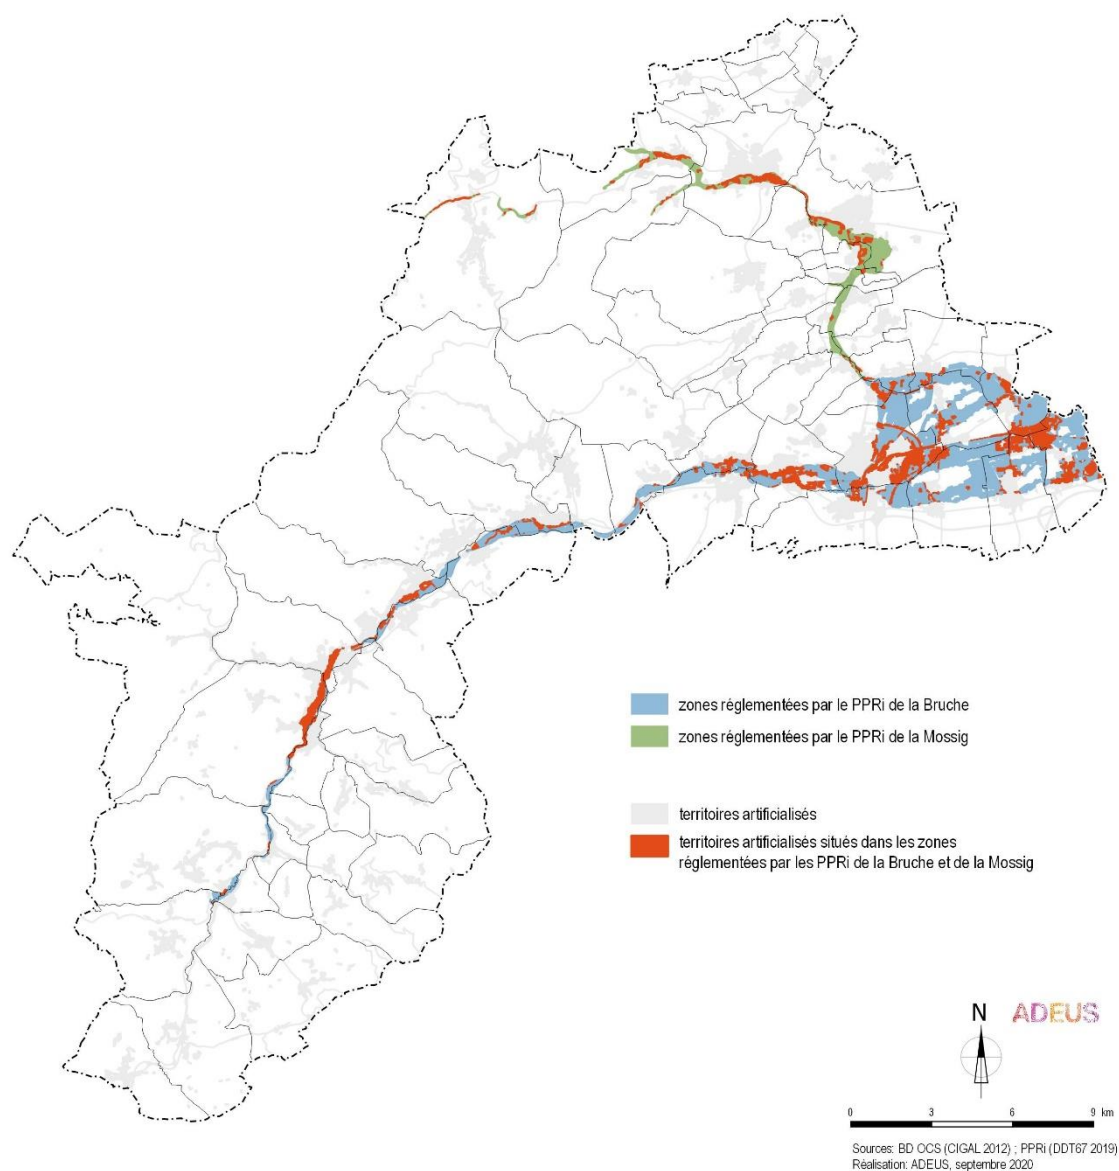 zones réglementées par le PPRi de la Bruche
zones réglementées par le PPRi de la Mossig
territoires artificialisés
territoires artificialisés situés dans les zones
réglementées par les PPRi de la Bruche et de la Mossig
N ADEUS
0 3 6 9 km
Sources: BD OCS (CIGAL 2012) ; PPRi (DDT67 2019)
Réalisation: ADEUS, septembre 2020